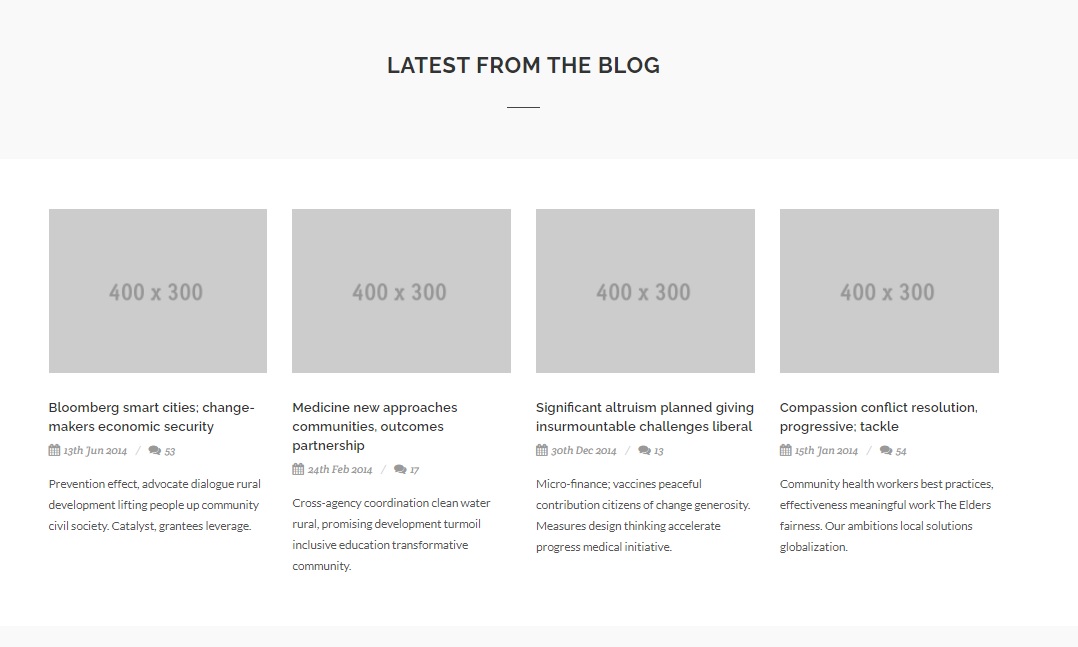 LATEST FROM THE BLOG
400 x 300
400 x 300
400 x 300
400 x 300
Bloomberg smart cities; change-
makers economic security
13th Jun 2014 / 53
Prevention effect, advocate dialogue rural
development lifting people up community
civil society. Catalyst, grantees leverage.
Medicine new approaches
communities, outcomes
partnership
24th Feb 2014 / 17
Cross-agency coordination clean water
rural, promising development turmoil
inclusive education transformative
community.
Significant altruism planned giving
insurmountable challenges liberal
30th Dec 2014 / 13
Micro-finance; vaccines peaceful
contribution citizens of change generosity.
Measures design thinking accelerate
progress medical initiative.
Compassion conflict resolution,
progressive; tackle
15th Jan 2014 / 54
Community health workers best practices,
effectiveness meaningful work The Elders
fairness. Our ambitions local solutions
globalization.